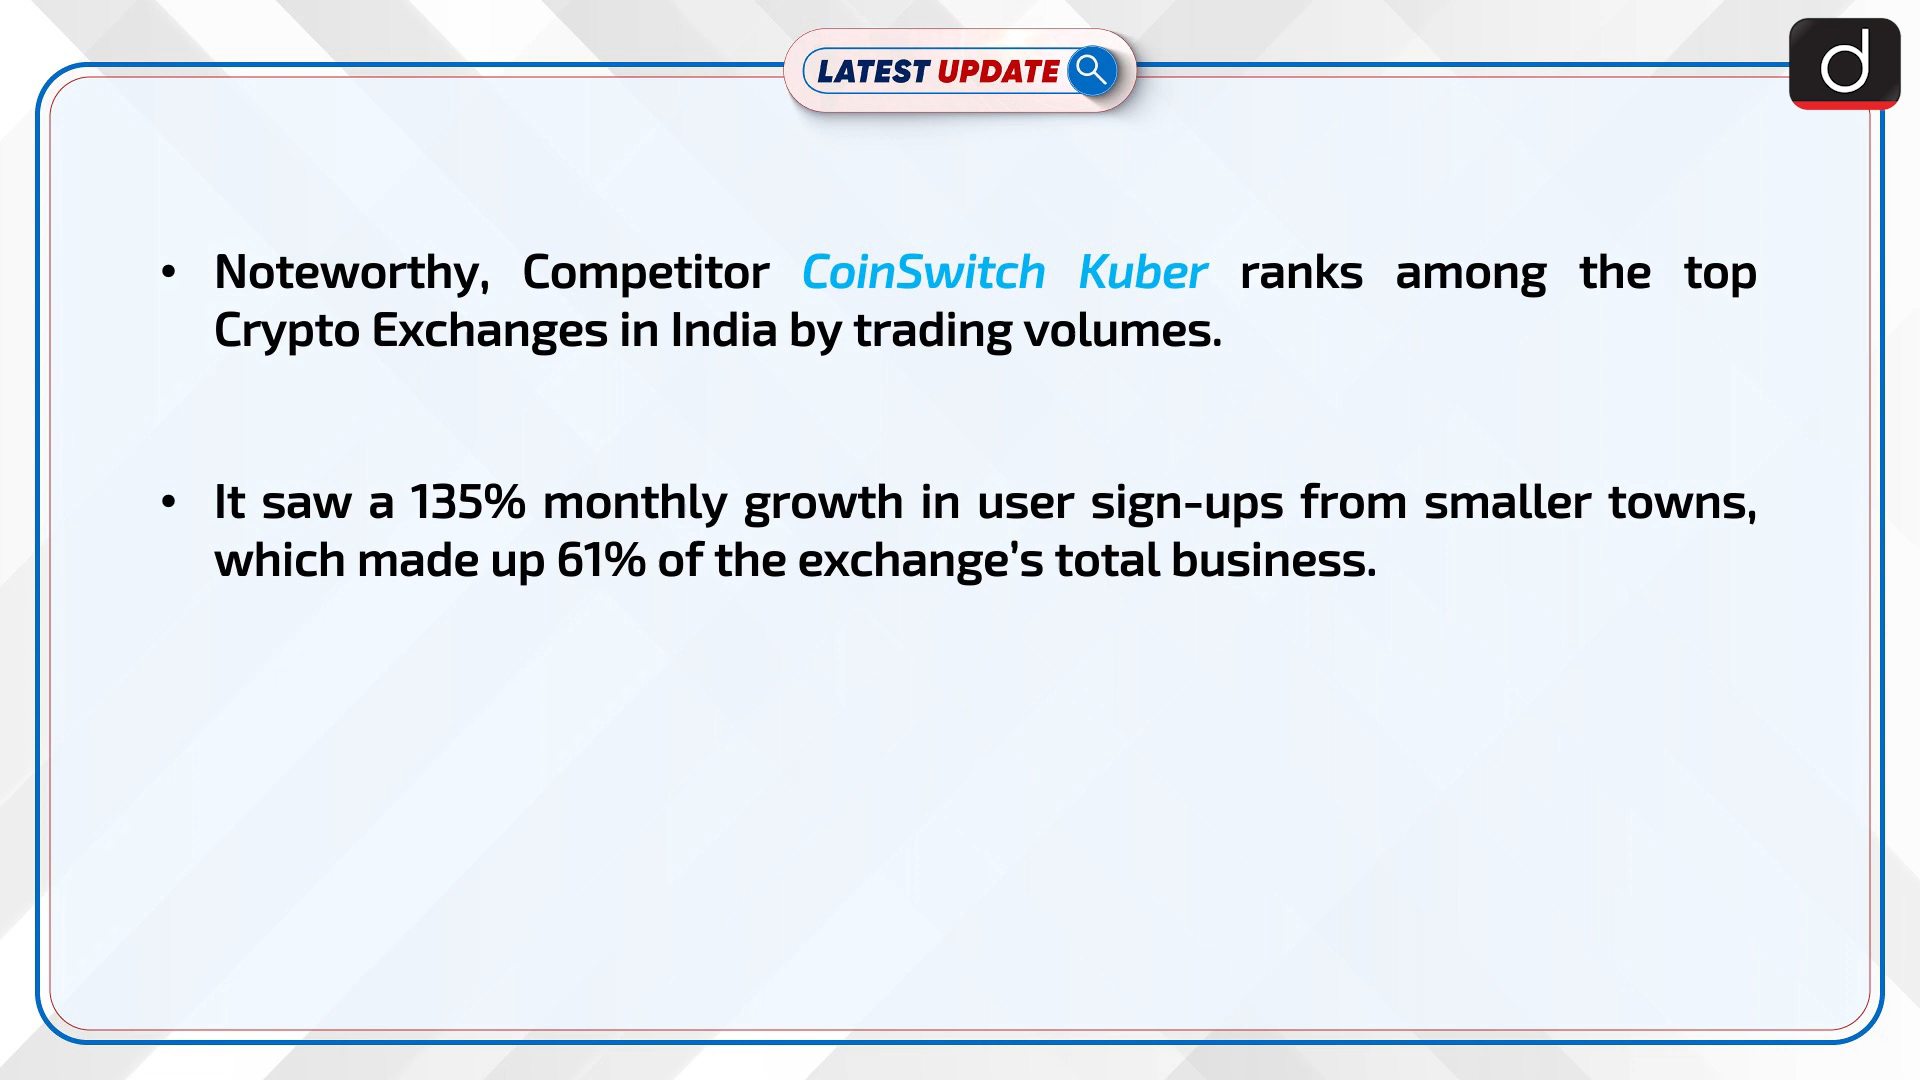 LATEST UPDATE
d
• Noteworthy, Competitor CoinSwitch Kuber ranks among the top
Crypto Exchanges in India by trading volumes.
• It saw a 135% monthly growth in user sign-ups from smaller towns,
which made up 61% of the exchange’s total business.